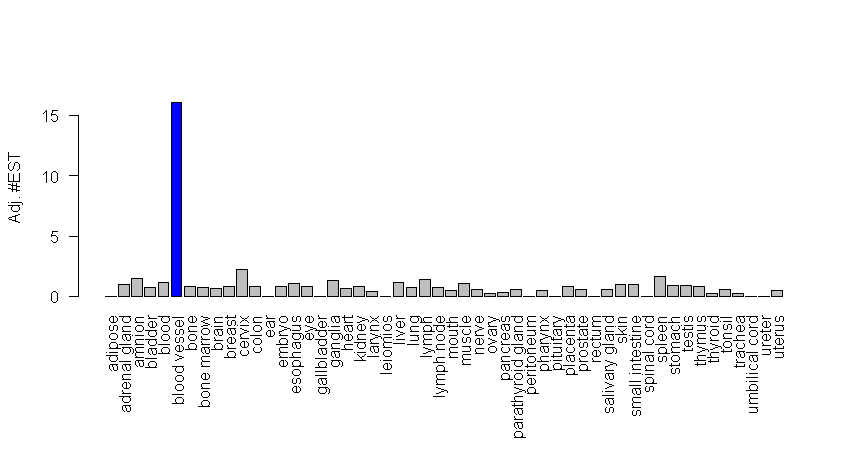 Adj. #EST
15
10
5
0
adipose
adrenal gland
amnion
bladder
blood
blood vessel
bone
bone marrow
brain
breast
cervix
colon
ear
embryo
esophagus
eye
gallbladder
ganglia
heart
kidney
larynx
leiomios
liver
lung
lymph
lymph node
mouth
muscle
nerve
ovary
pancreas
parathyroid gland
peritoneum
pharynx
pituitary
placenta
prostate
rectum
salivary gland
skin
small intestine
spinal cord
spleen
stomach
testis
thymus
thyroid
tonsil
trachea
umbilical cord
ureter
uterus